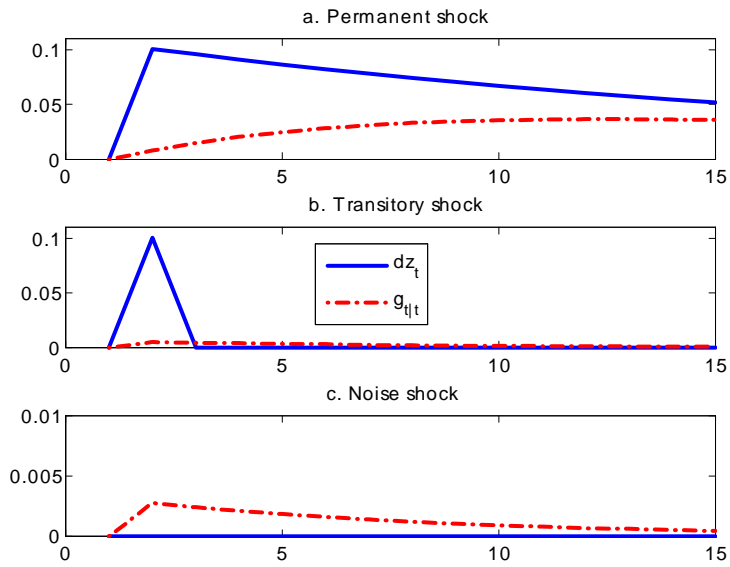 a. Permanent shock
0.1
0.05
0
0 5 10 15
b. Transitory shock
0.1
0.05
0
dz_t
g_t|t
0 5 10 15
c. Noise shock
0.01
0.005
0
0 5 10 15